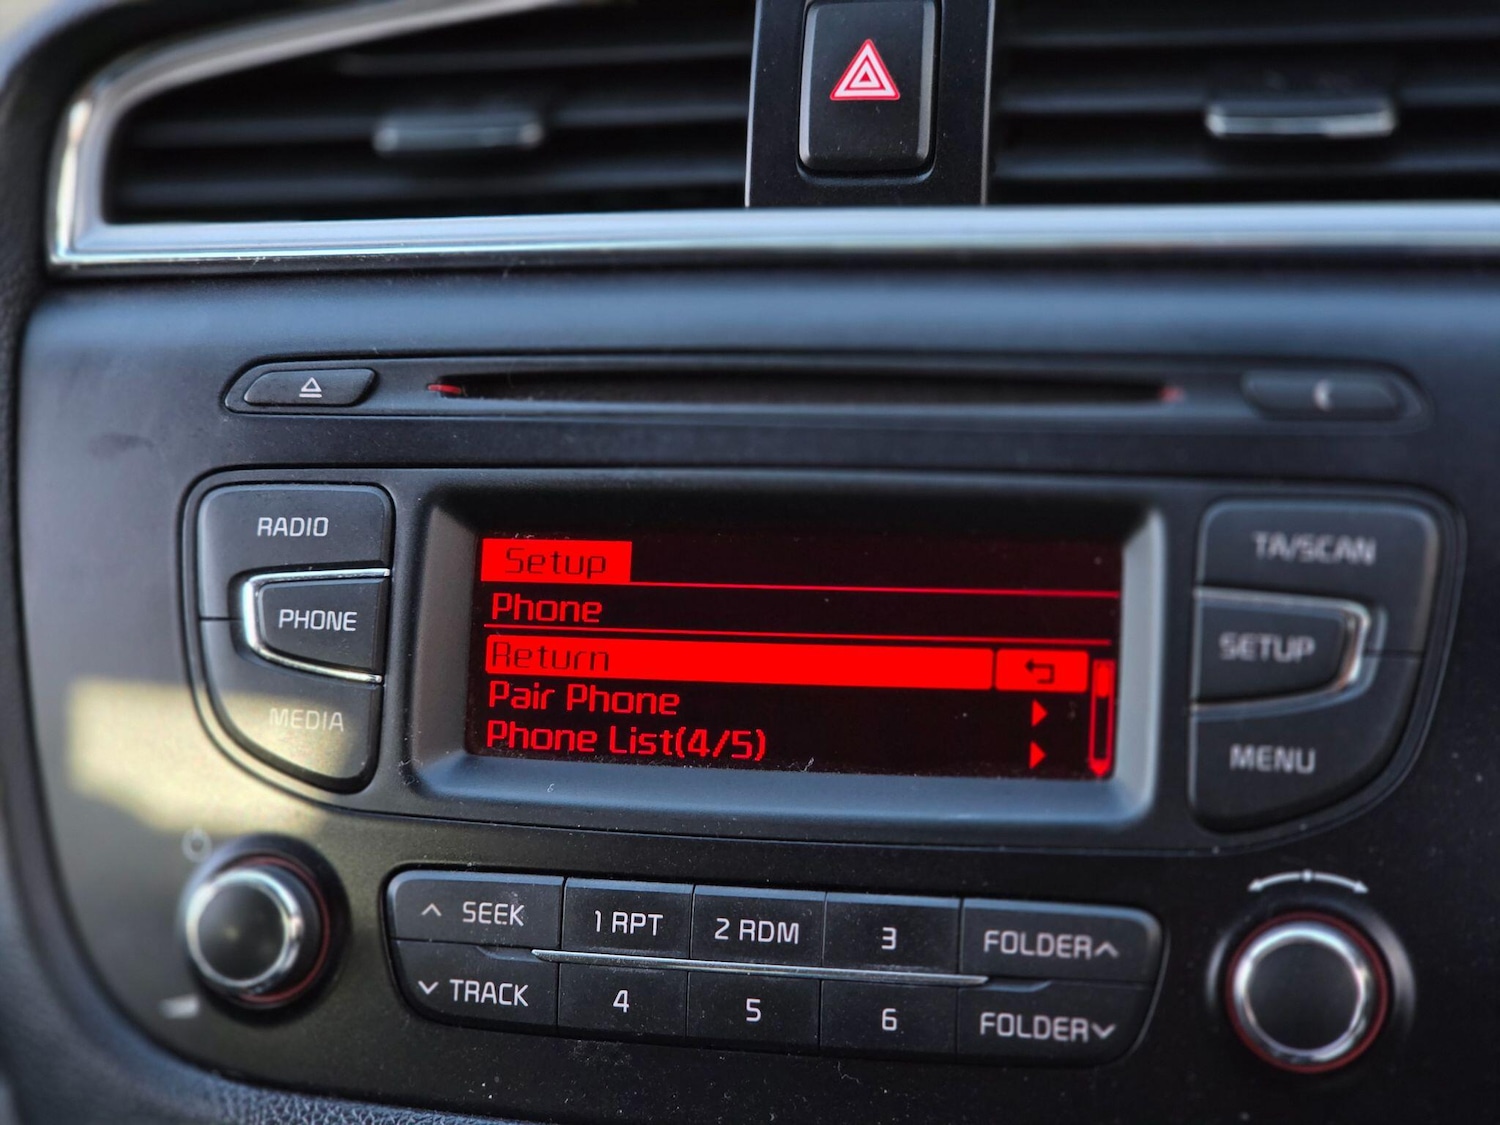 RADIO
PHONE
MEDIA
Setup
Phone
Return
Pair Phone
Phone List(4/5)
TA/SCAN
SETUP
MENU
SEEK
1 RPT
2 RDM
3
FOLDER
TRACK
4
5
6
FOLDER